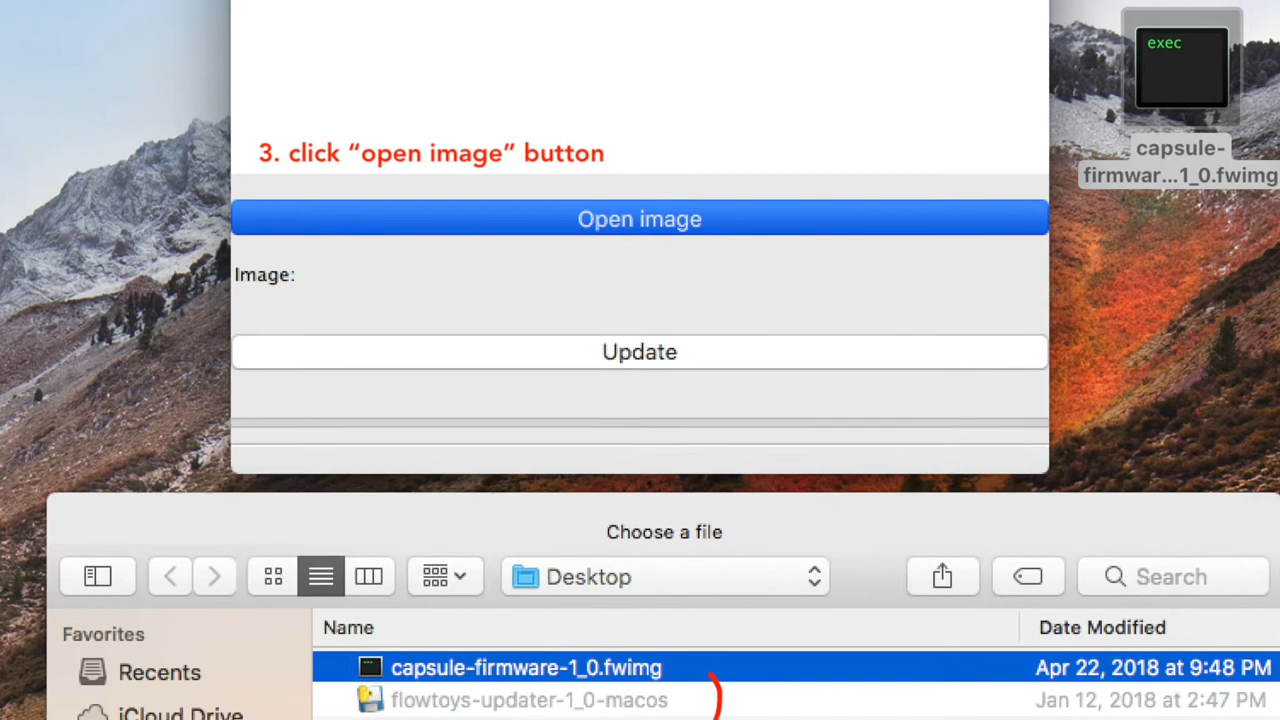 exec
capsule-
firmwar...1_0.fwimg
3. click “open image” button
Open image
Image:
Update
Choose a file
Desktop
Search
Favorites
Name
Date Modified
Recents
capsule-firmware-1_0.fwimg
Apr 22, 2018 at 9:48 PM
flowtoys-updater-1_0-macos
Jan 12, 2018 at 2:47 PM
iCloud Drive